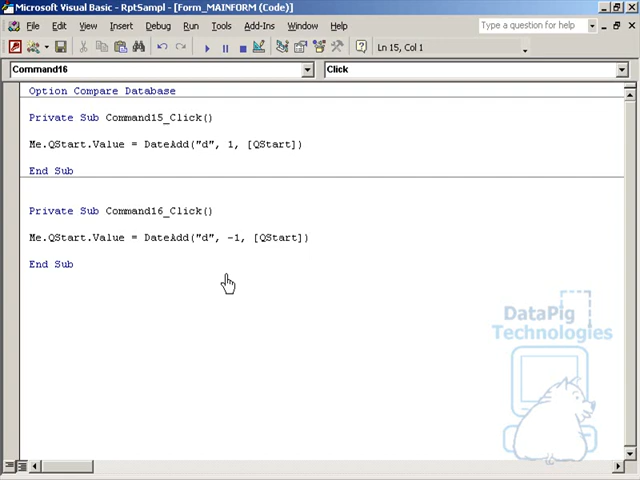 Microsoft Visual Basic - RptSampl - [Form_MAINFORM (Code)]
File Edit View Insert Debug Run Tools Add-Ins Window Help
Type a question for help
Ln 15, Col 1
Command16
Click
Option Compare Database
Private Sub Command15_Click()
Me.QStart.Value = DateAdd("d", 1, [QStart])
End Sub
Private Sub Command16_Click()
Me.QStart.Value = DateAdd("d", -1, [QStart])
End Sub
DataPig
Technologies